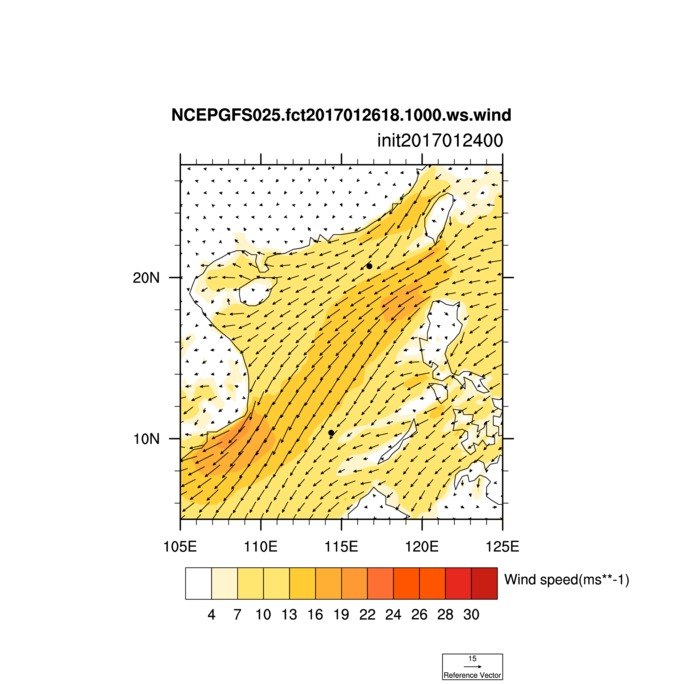 NCEPGFS025.fct2017012618.1000.ws.wind
init2017012400
20N
10N
105E 110E 115E 120E 125E
Wind speed(ms**-1)
4 7 10 13 16 19 22 24 26 28 30
15
Reference Vector